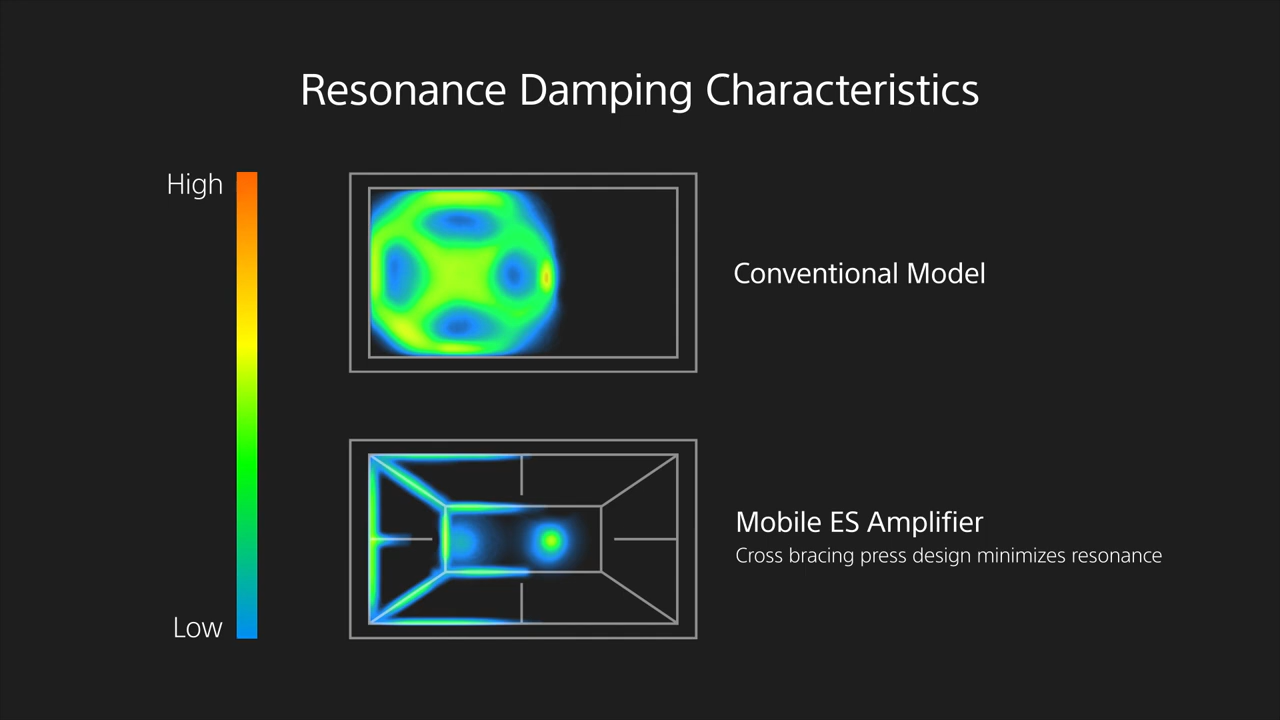 Resonance Damping Characteristics
High
Conventional Model
Mobile ES Amplifier
Cross bracing press design minimizes resonance
Low